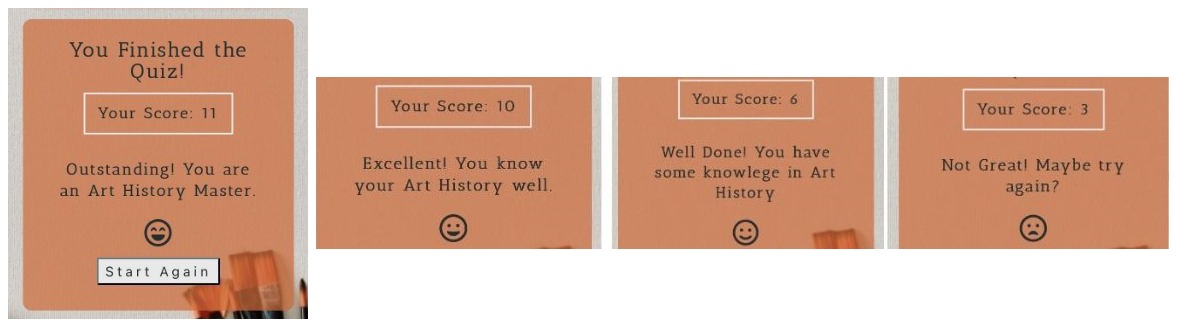 You Finished the
Quiz!
Your Score: 11
Outstanding! You are
an Art History Master.
Start Again
Your Score: 10
Excellent! You know
your Art History well.
Your Score: 6
Well Done! You have
some knowlege in Art
History
Your Score: 3
Not Great! Maybe try
again?